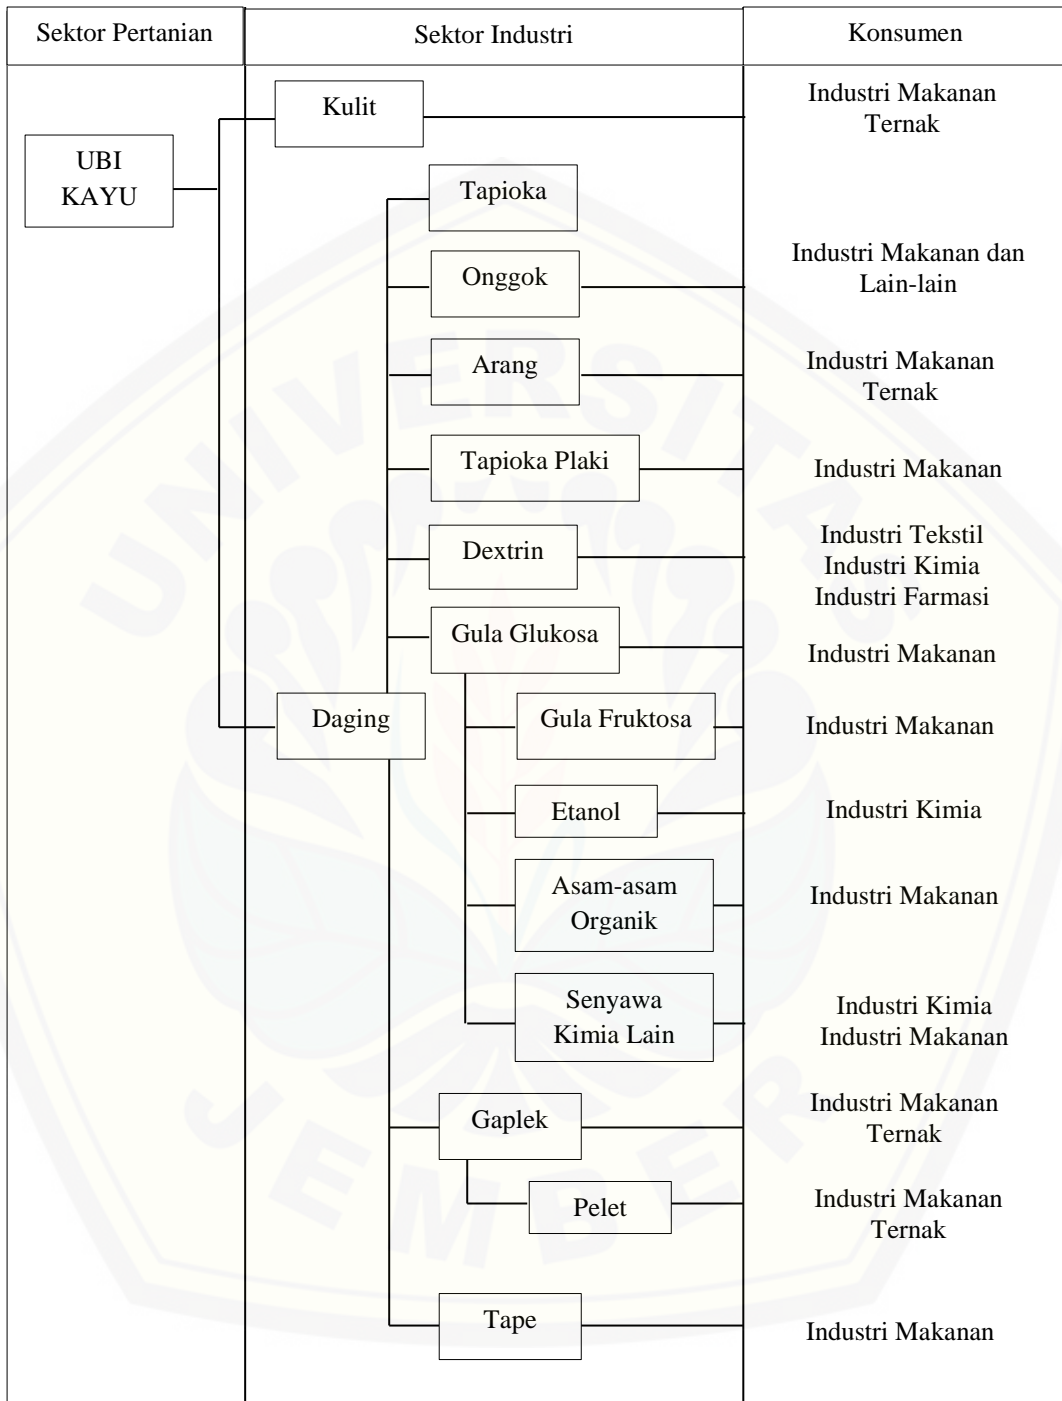 Sektor Pertanian
Sektor Industri
Konsumen
Kulit
Industri Makanan
Ternak
UBI
KAYU
Tapioka
Onggok
Industri Makanan dan
Lain-lain
Arang
Industri Makanan
Ternak
Tapioka Plaki
Industri Makanan
Dextrin
Industri Tekstil
Industri Kimia
Industri Farmasi
Gula Glukosa
Industri Makanan
Daging
Gula Fruktosa
Industri Makanan
Etanol
Industri Kimia
Asam-asam
Organik
Industri Makanan
Senyawa
Kimia Lain
Industri Kimia
Industri Makanan
Gaplek
Industri Makanan
Ternak
Pelet
Industri Makanan
Ternak
Tape
Industri Makanan
UNIVERSITAS
JEMBER